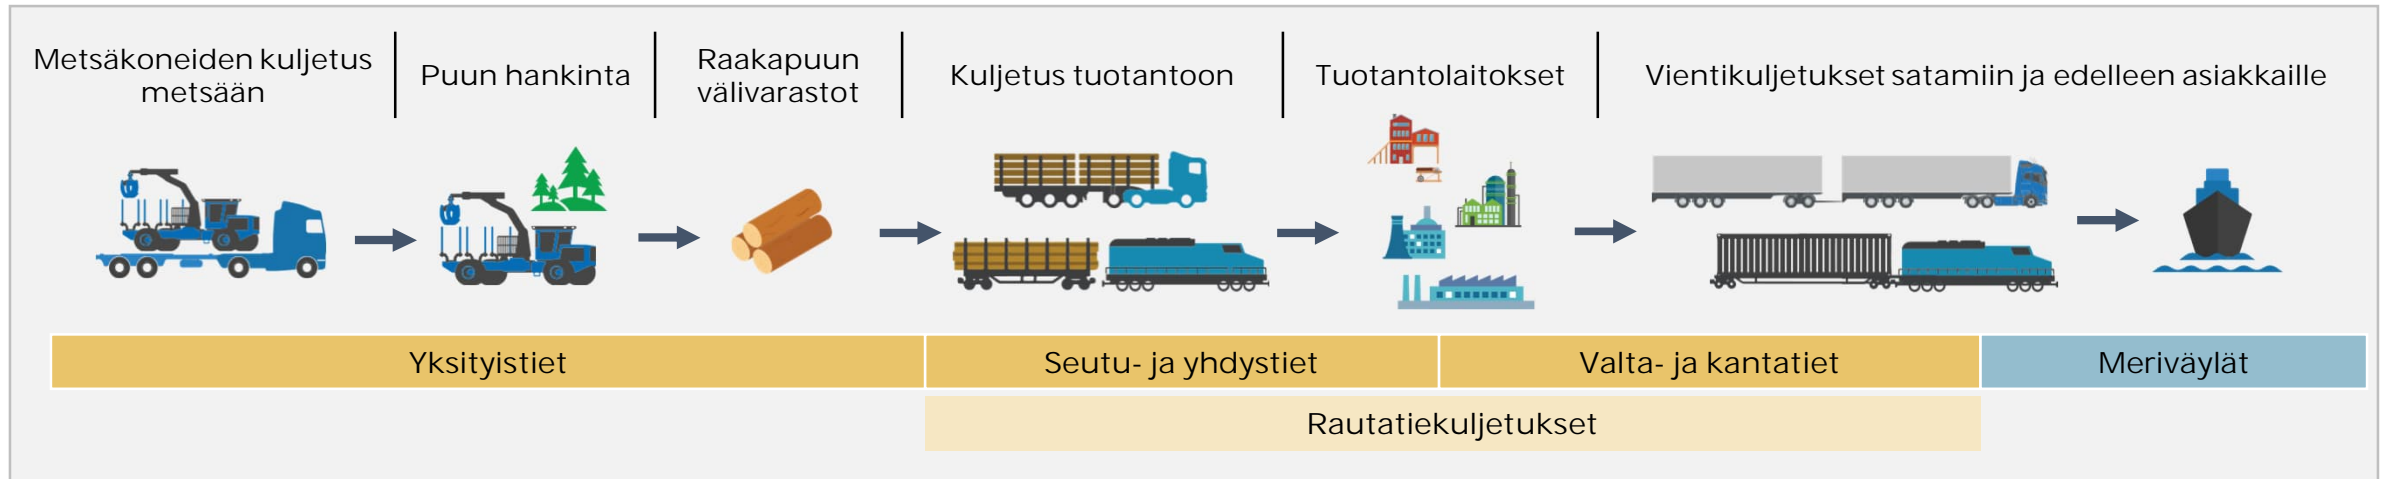 Metsäkoneiden kuljetus
metsään
Puun hankinta
Raakapuun
välivarastot
Kuljetus tuotantoon
Tuotantolaitokset
Vientikuljetukset satamiin ja edelleen asiakkaille
Yksityistiet
Seutu- ja yhdystiet
Valta- ja kantatiet
Meriväylät
Rautatiekuljetukset